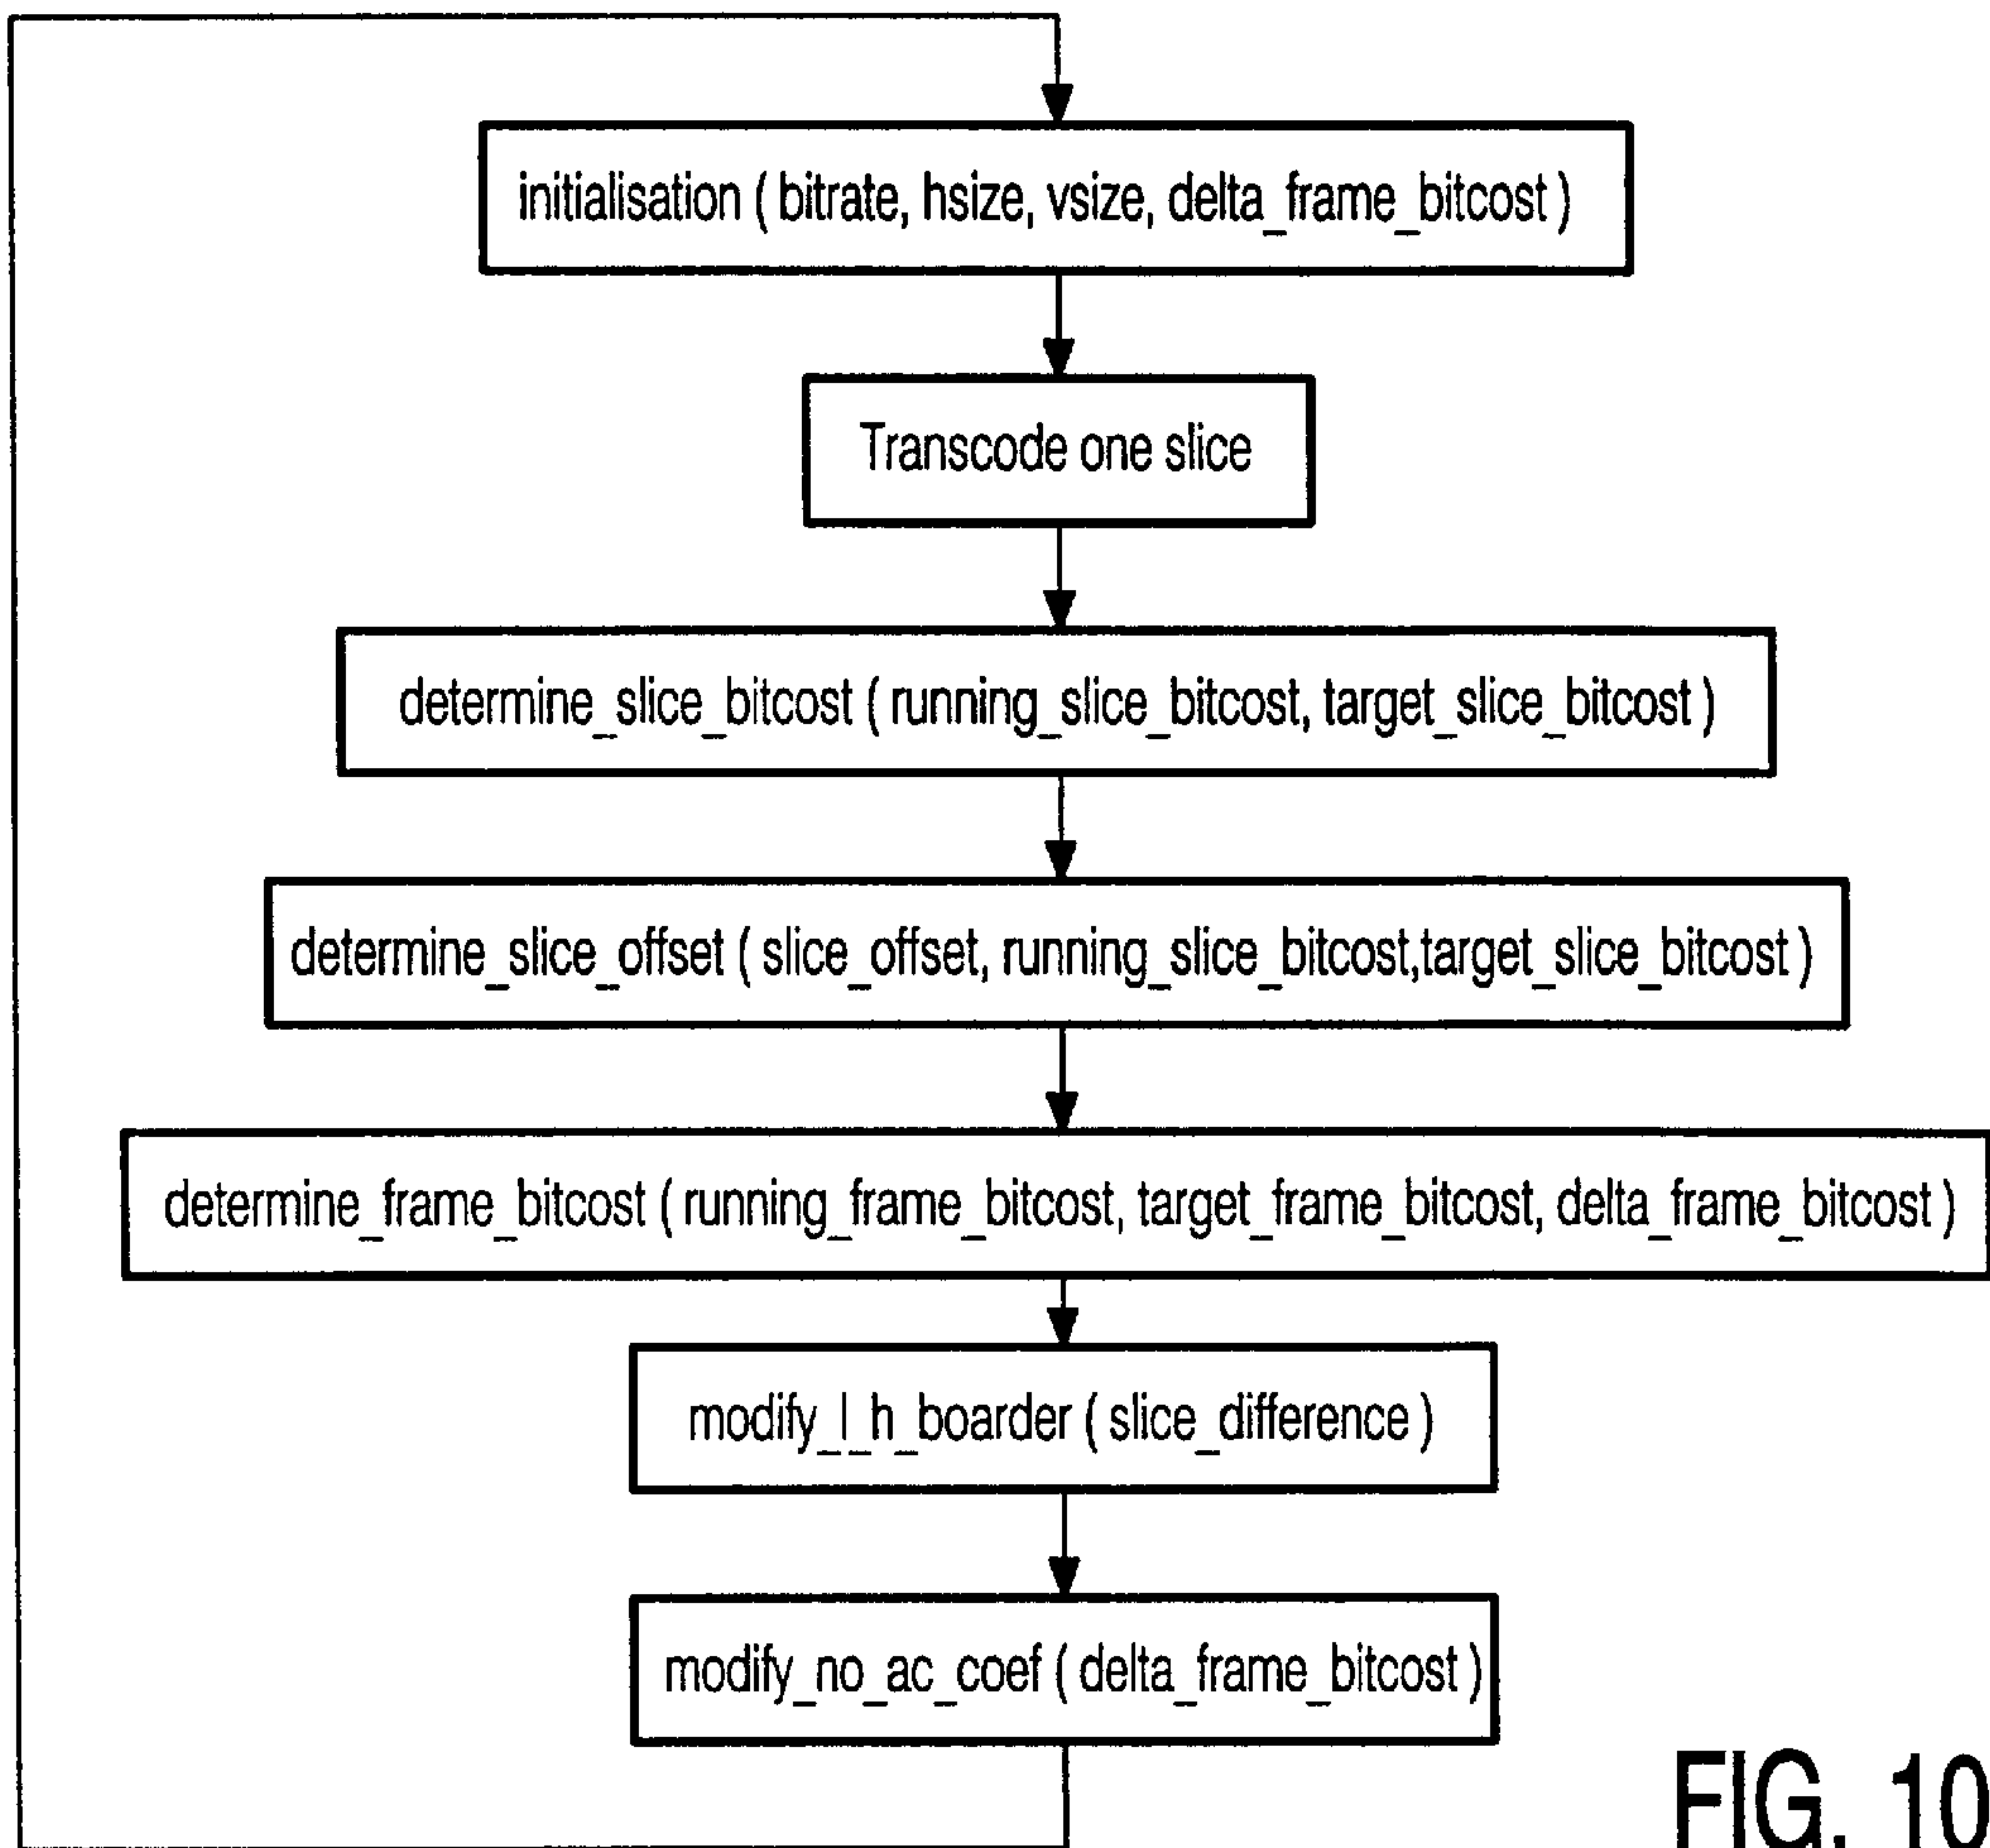 initialisation ( bitrate, hsize, vsize, delta_frame_bitcost )
Transcode one slice
determine_slice_bitcost ( running_slice_bitcost, target_slice_bitcost )
determine_slice_offset ( slice_offset, running_slice_bitcost,target_slice_bitcost )
determine_frame_bitcost ( running_frame_bitcost, target_frame_bitcost, delta_frame_bitcost )
modify_l_h_boarder ( slice_difference )
modify_no_ac_coef ( delta_frame_bitcost )
FIG. 10